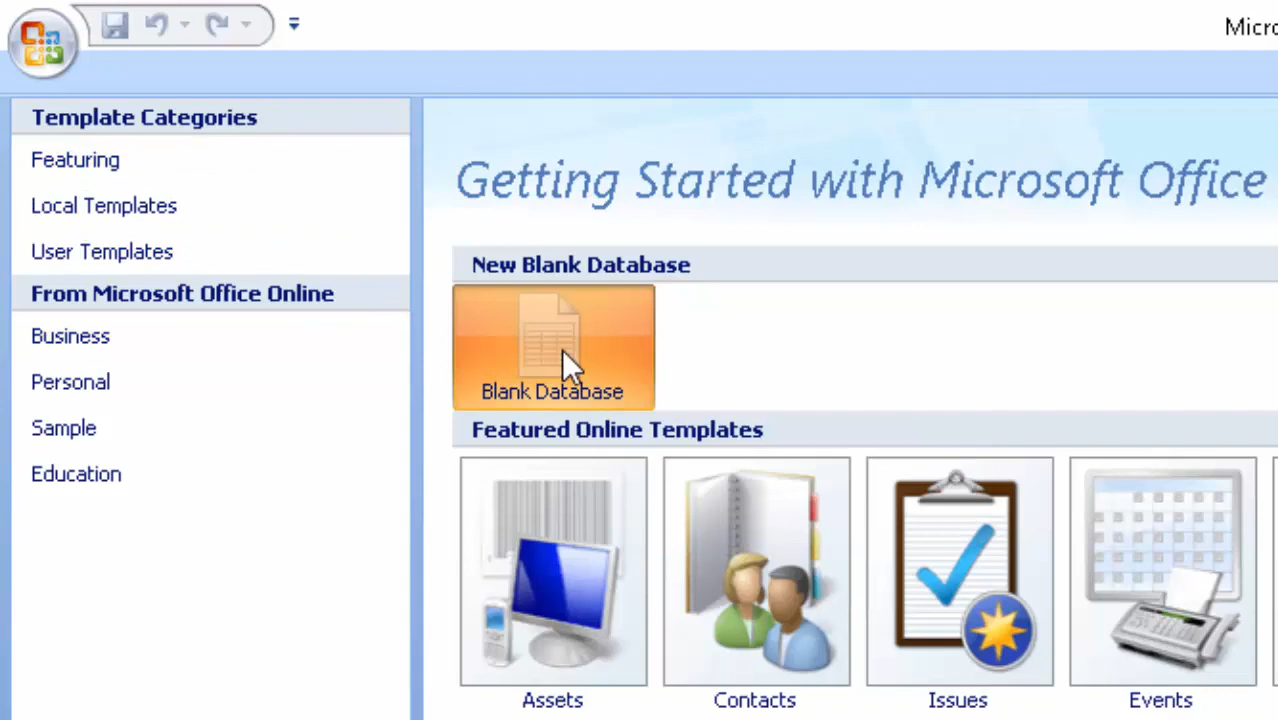 Micro
Template Categories
Featuring
Local Templates
User Templates
From Microsoft Office Online
Business
Personal
Sample
Education
Getting Started with Microsoft Office
New Blank Database
Blank Database
Featured Online Templates
Assets
Contacts
Issues
Events